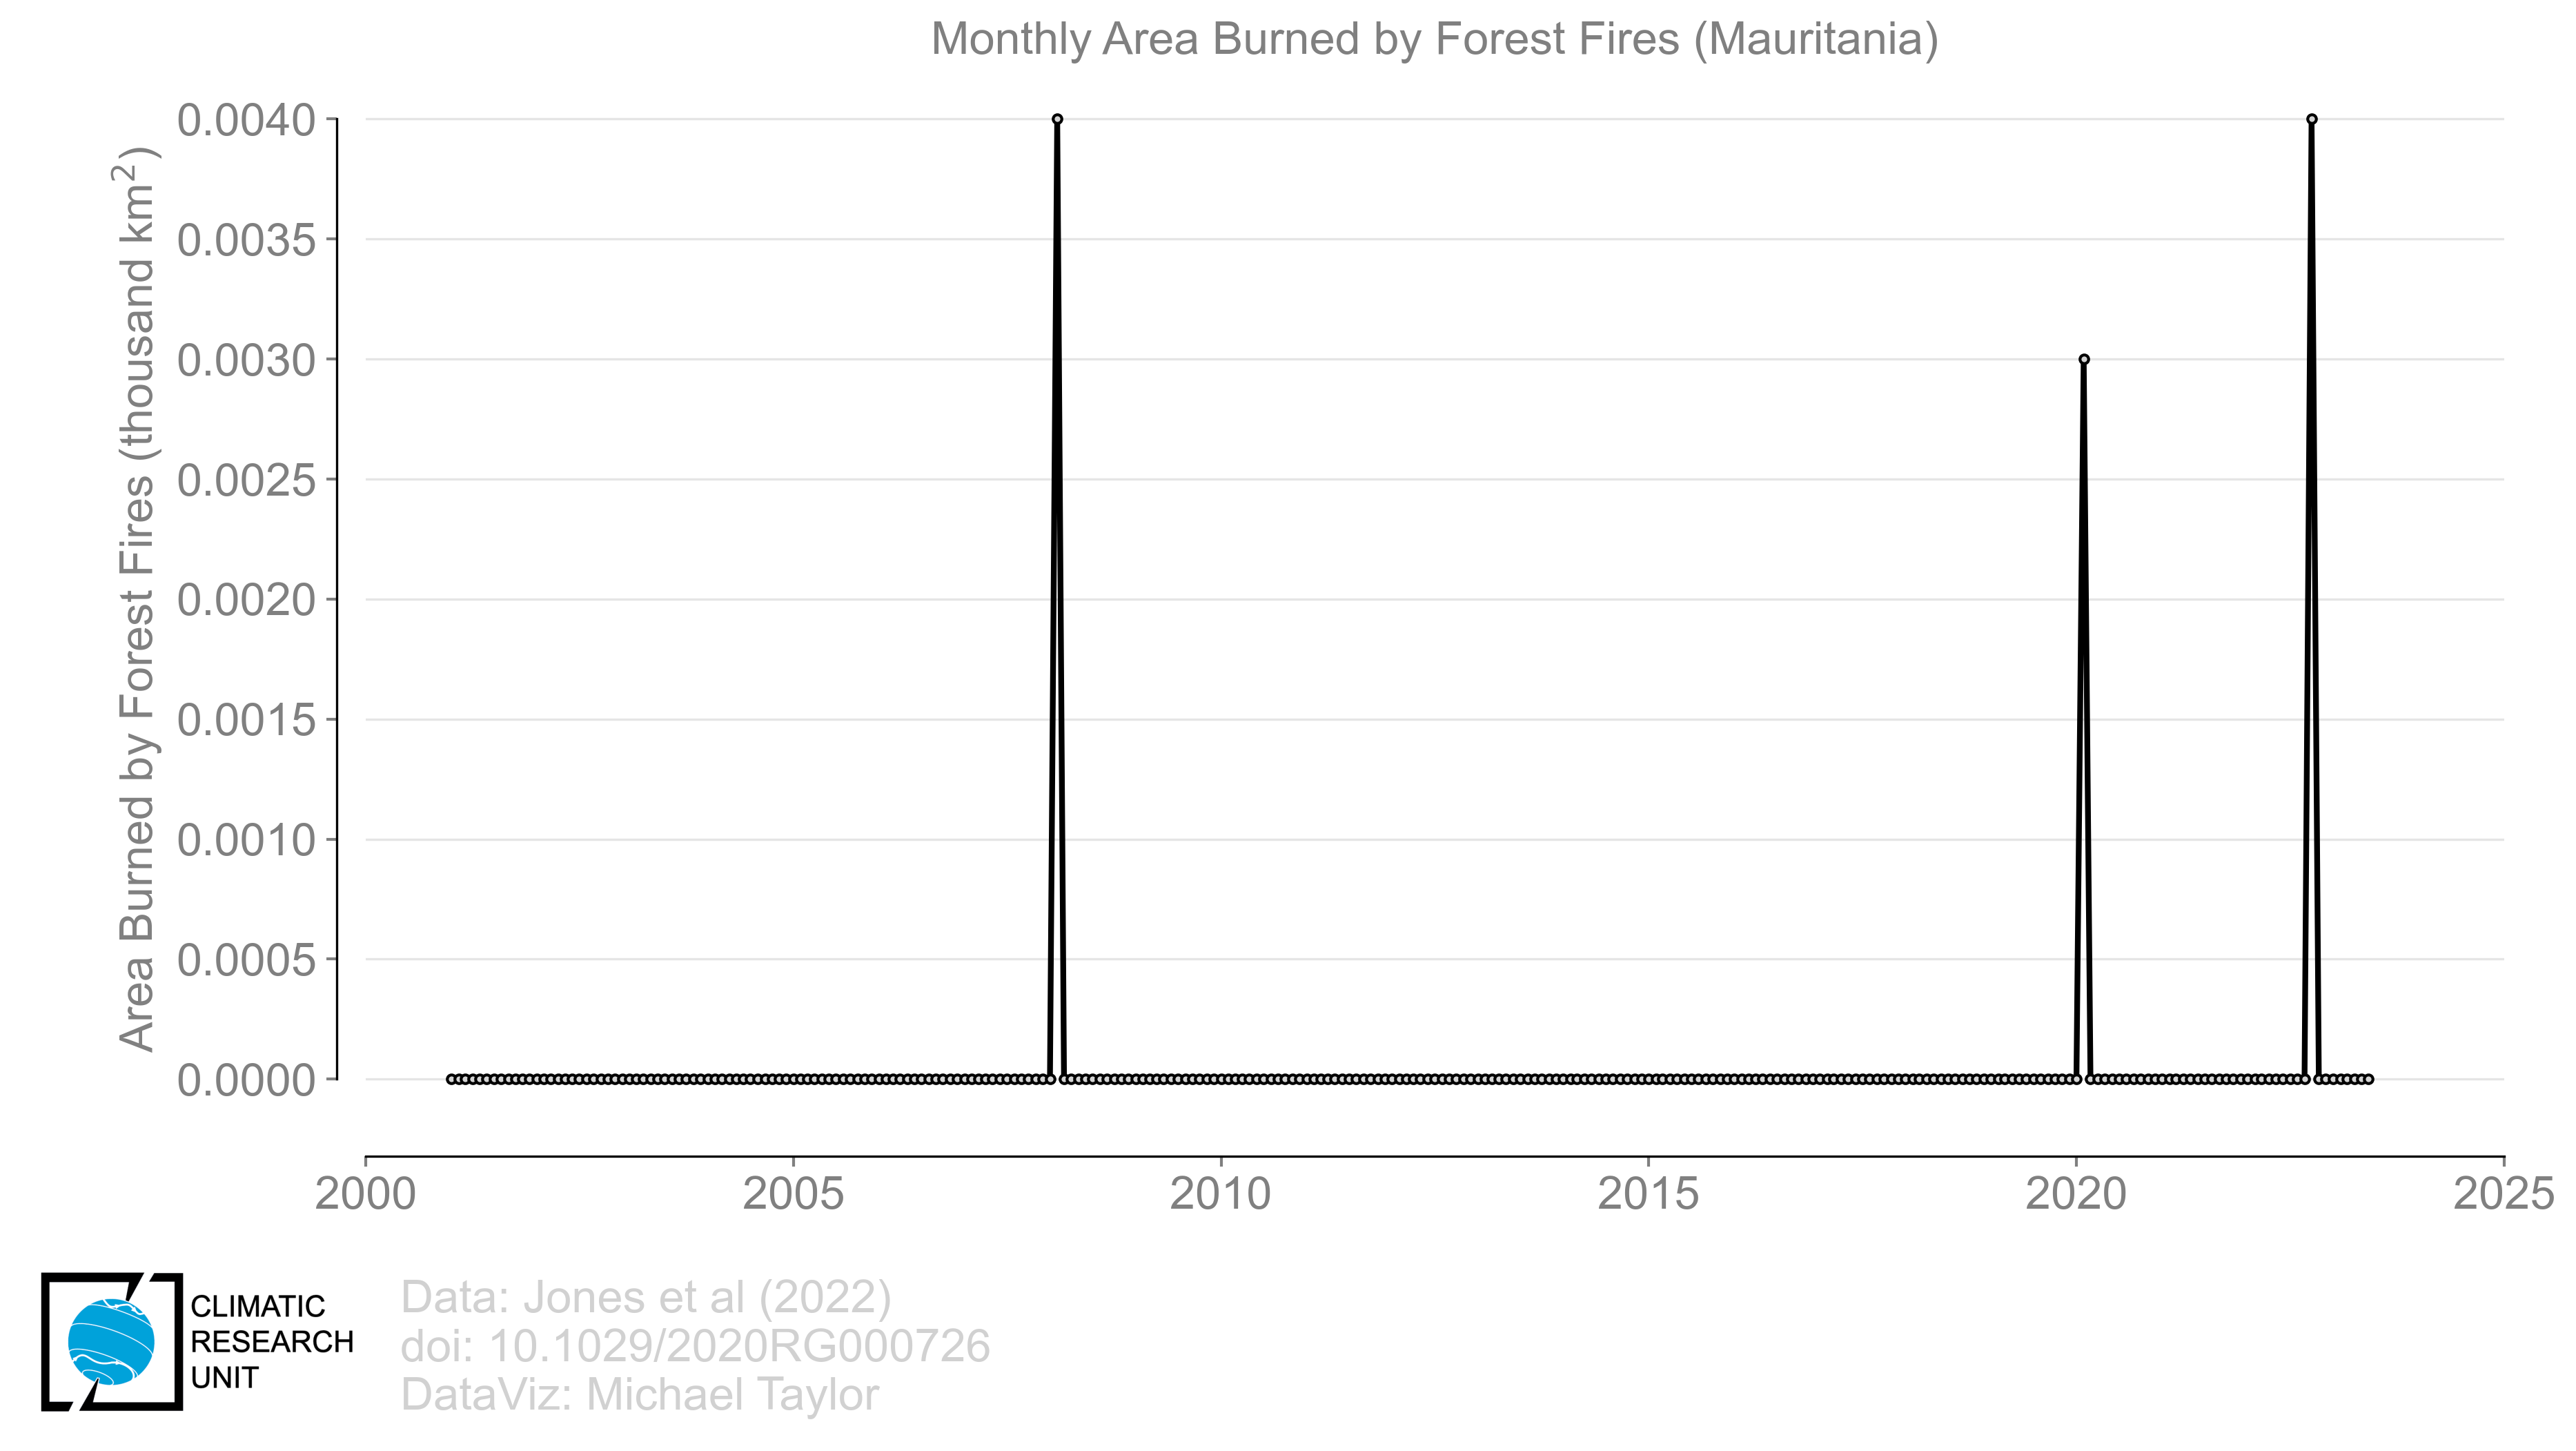 Monthly Area Burned by Forest Fires (Mauritania)
Area Burned by Forest Fires (thousand km²)
0.0040
0.0035
0.0030
0.0025
0.0020
0.0015
0.0010
0.0005
0.0000
2000 2005 2010 2015 2020 2025
CLIMATIC
RESEARCH
UNIT
Data: Jones et al (2022)
doi: 10.1029/2020RG000726
DataViz: Michael Taylor